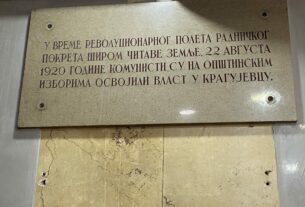 У ВРЕМЕ РЕВОЛУЦИОНАРНОГ ПОЛЕТА РАДНИЧКОГ
ПОКРЕТА ШИРОМ ЧИТАВЕ ЗЕМЉЕ, 22 АВГУСТА
1920 ГОДИНЕ КОМУНИСТИ СУ НА ОПШТИНСКИМ
ИЗБОРИМА ОСВОЈИЛИ ВЛАСТ У КРАГУЈЕВЦУ.